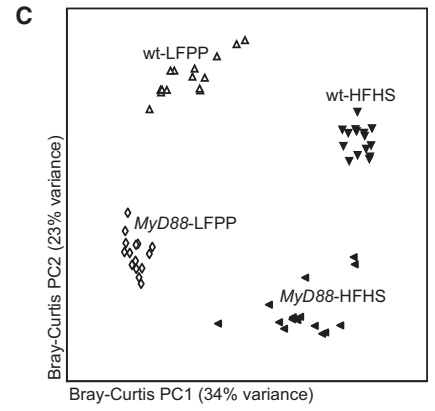 C
wt-LFPP
wt-HFHS
MyD88-LFPP
MyD88-HFHS
Bray-Curtis PC2 (23% variance)
Bray-Curtis PC1 (34% variance)